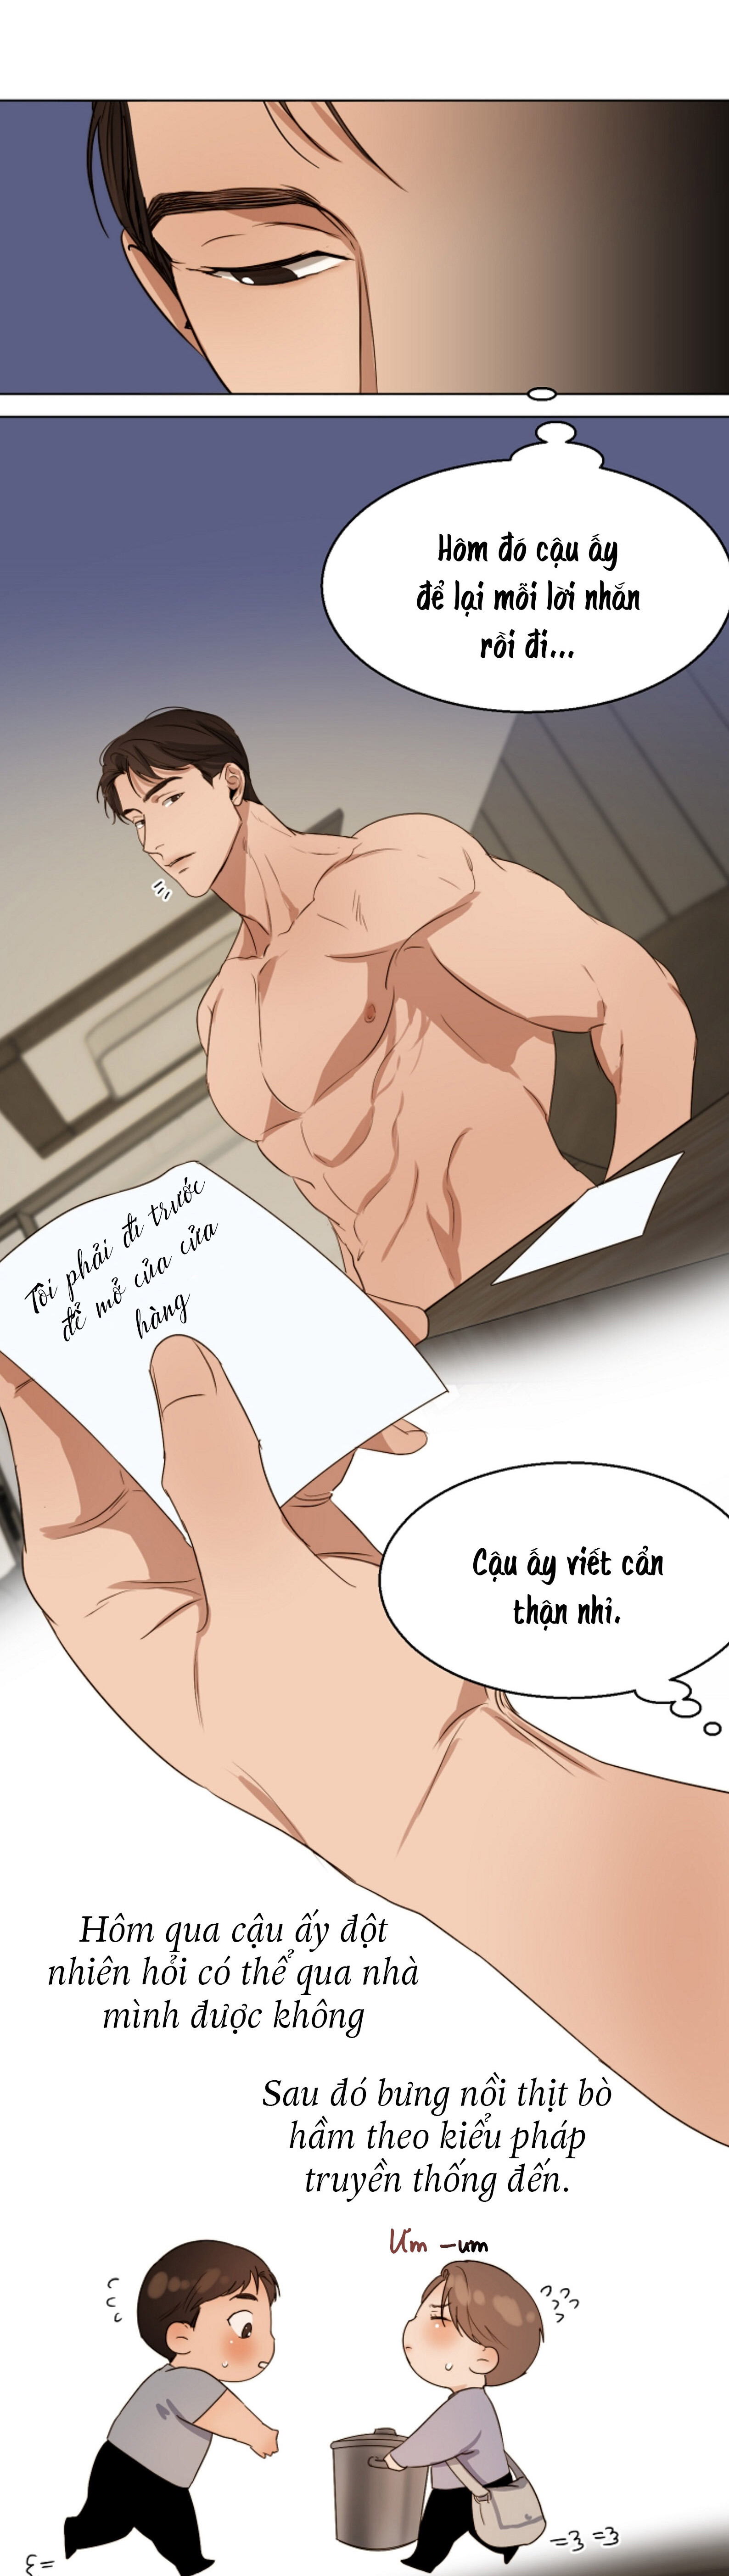 Hôm đó cậu ấy
để lại mỗi lời nhắn
rồi đi...
Tôi phải đi trước
để mở của cửa
hàng
Cậu ấy viết cẩn
thận nhỉ.
Hôm qua cậu ấy đột
nhiên hỏi có thể qua nhà
mình được không
Sau đó bưng nồi thịt bò
hầm theo kiểu pháp
truyền thống đến.
Ưm -um